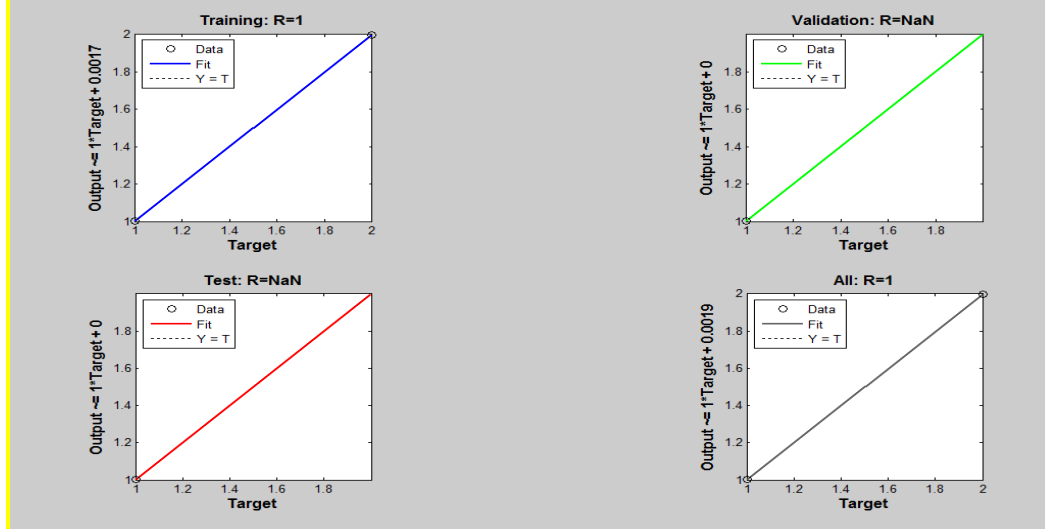 Training: R=1
Output ~= 1*Target + 0.0017
2
1.8
1.6
1.4
1.2
1
Data
Fit
Y = T
1 1.2 1.4 1.6 1.8 2
Target
Validation: R=NaN
Output ~= 1*Target + 0
1.8
1.6
1.4
1.2
1
Data
Fit
Y = T
1 1.2 1.4 1.6 1.8
Target
Test: R=NaN
Output ~= 1*Target + 0
1.8
1.6
1.4
1.2
1
Data
Fit
Y = T
1 1.2 1.4 1.6 1.8
Target
All: R=1
Output ~= 1*Target + 0.0019
2
1.8
1.6
1.4
1.2
1
Data
Fit
Y = T
1 1.2 1.4 1.6 1.8 2
Target